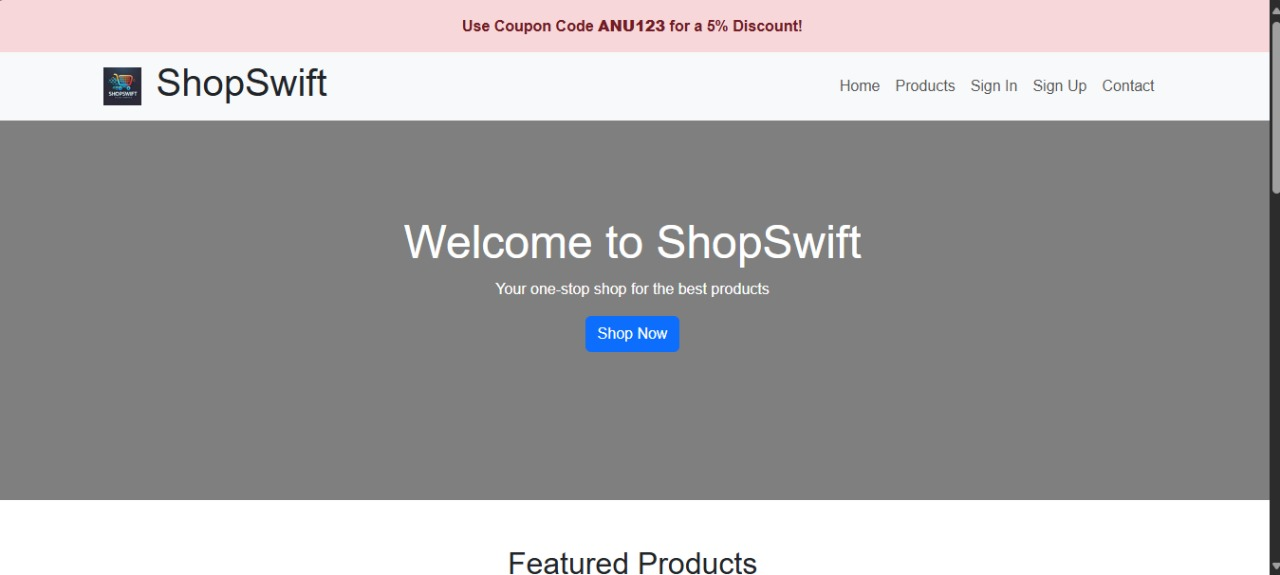 Use Coupon Code ANU123 for a 5% Discount!
SHOPSWIFT
ShopSwift
Home Products Sign In Sign Up Contact
Welcome to ShopSwift
Your one-stop shop for the best products
Shop Now
Featured Products